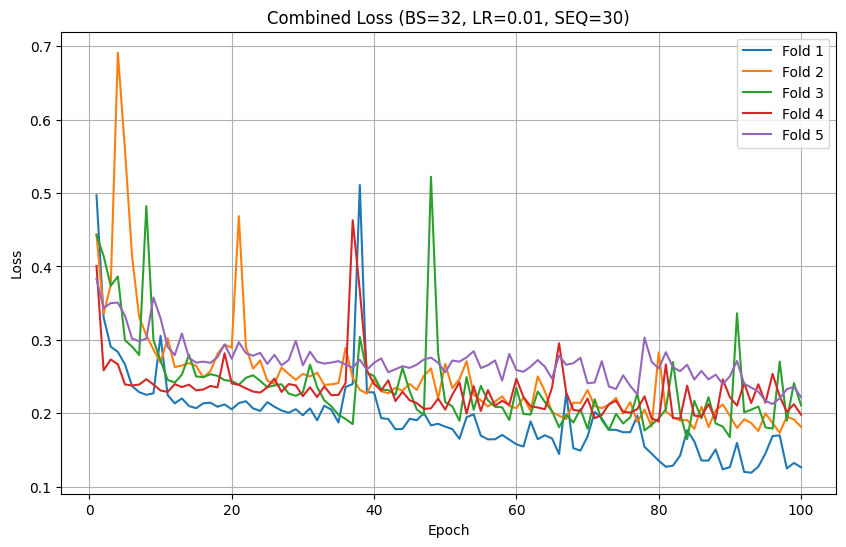 Combined Loss (BS=32, LR=0.01, SEQ=30)
0.7
0.6
0.5
0.4
0.3
0.2
0.1
Loss
Fold 1
Fold 2
Fold 3
Fold 4
Fold 5
0 20 40 60 80 100
Epoch